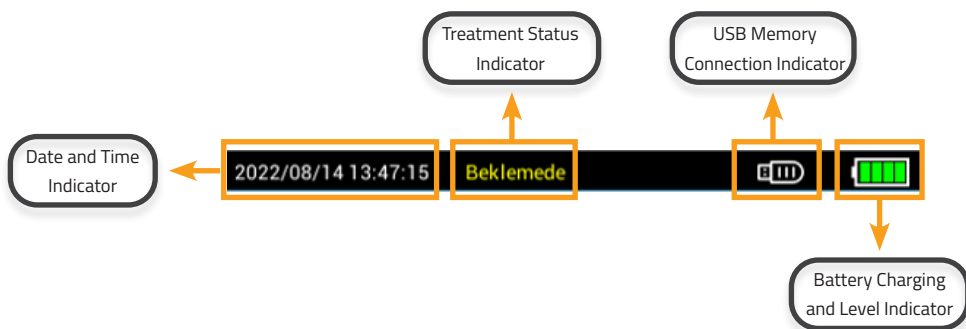 Treatment Status
Indicator
USB Memory
Connection Indicator
Date and Time
Indicator
2022/08/14 13:47:15 Beklemede
Battery Charging
and Level Indicator